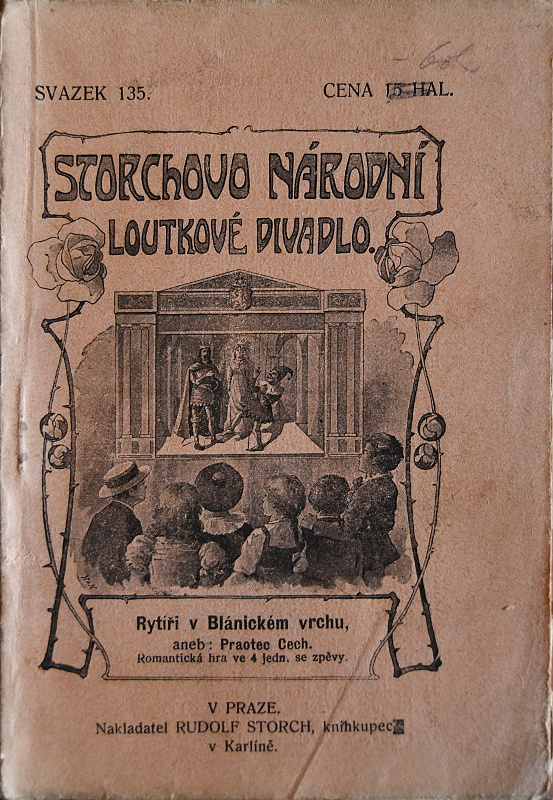 SVAZEK 135.
CENA 15 HAL.
STORCHOVO NÁRODNÍ
LOUTKOVÉ DIVADLO.
Rytíři v Blánickém vrchu,
aneb: Praotec Cech.
Romantická hra ve 4 jedn. se zpěvy.
V PRAZE.
Nakladatel RUDOLF STORCH, knihkupec
v Karlíně.